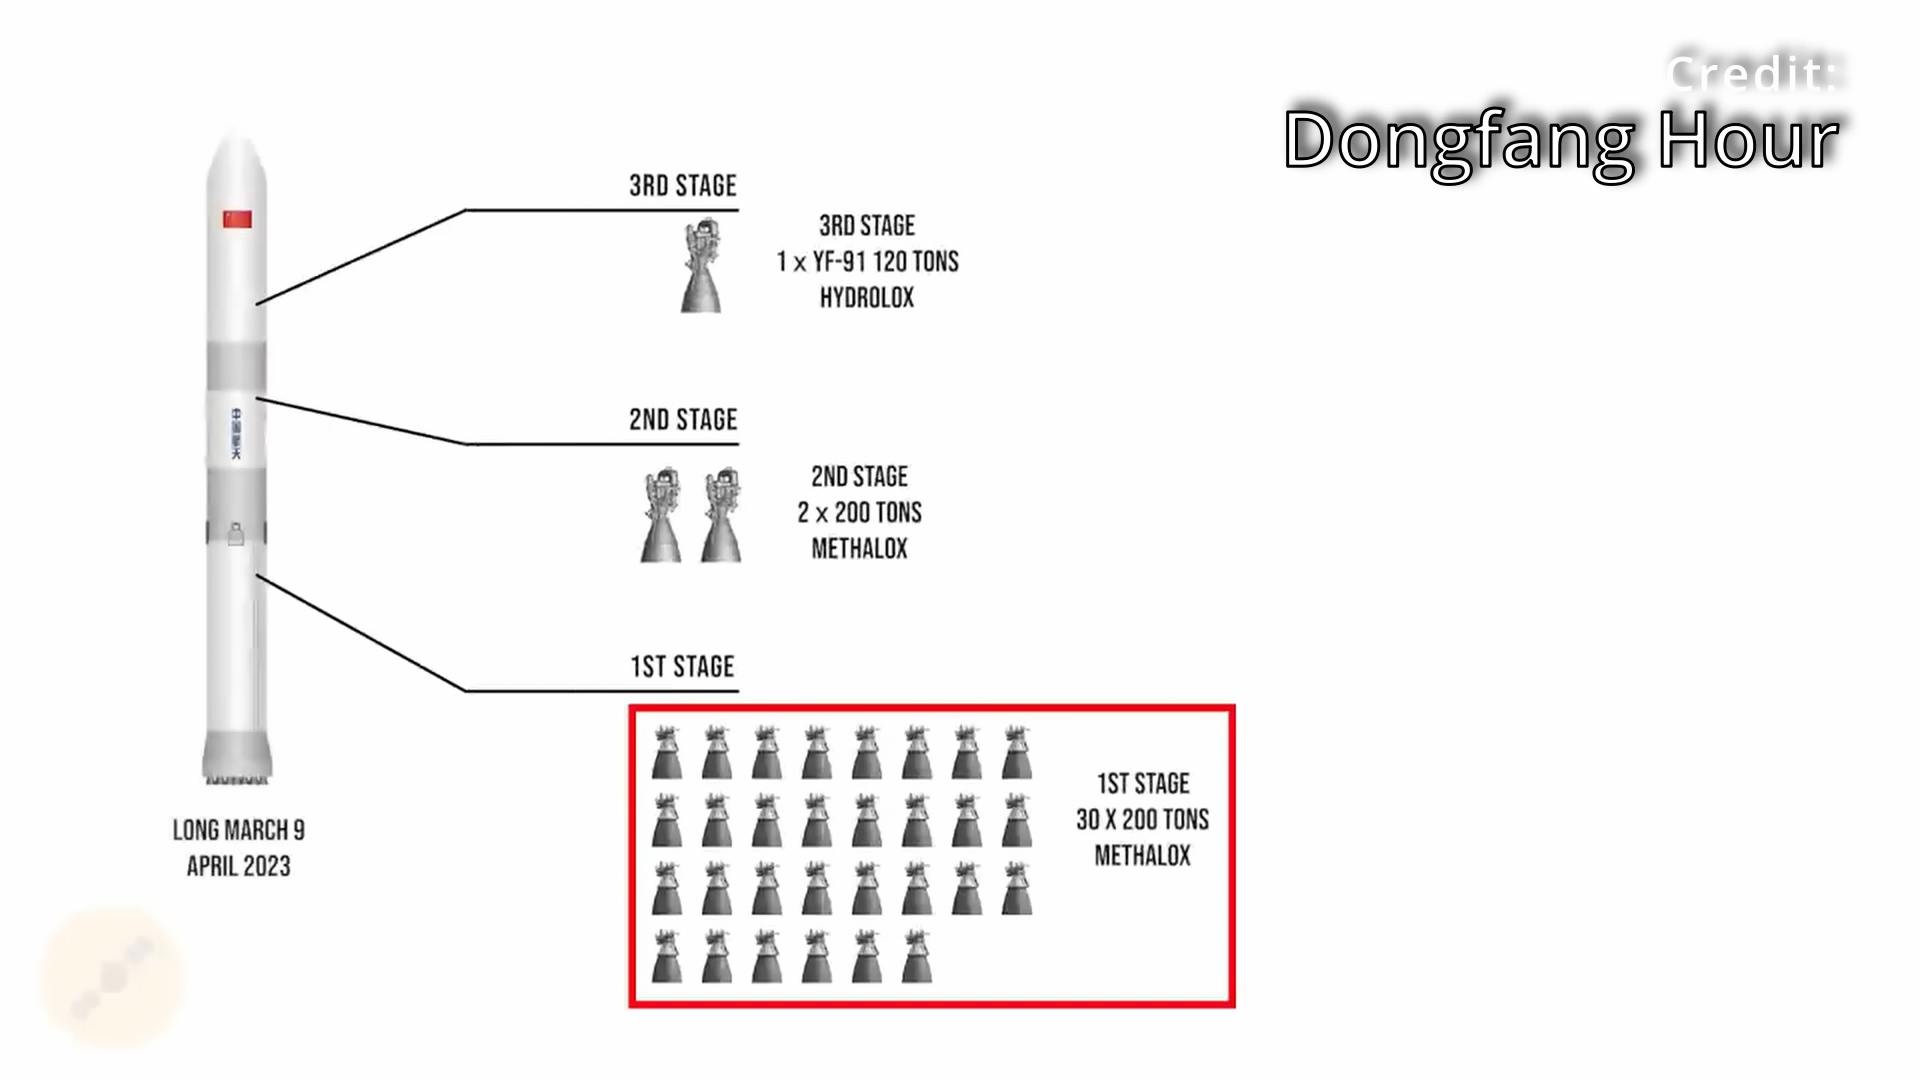 Credit:
Dongfang Hour
3RD STAGE
3RD STAGE
1 x YF-91 120 TONS
HYDROLOX
2ND STAGE
2ND STAGE
2 x 200 TONS
METHALOX
1ST STAGE
1ST STAGE
30 X 200 TONS
METHALOX
LONG MARCH 9
APRIL 2023